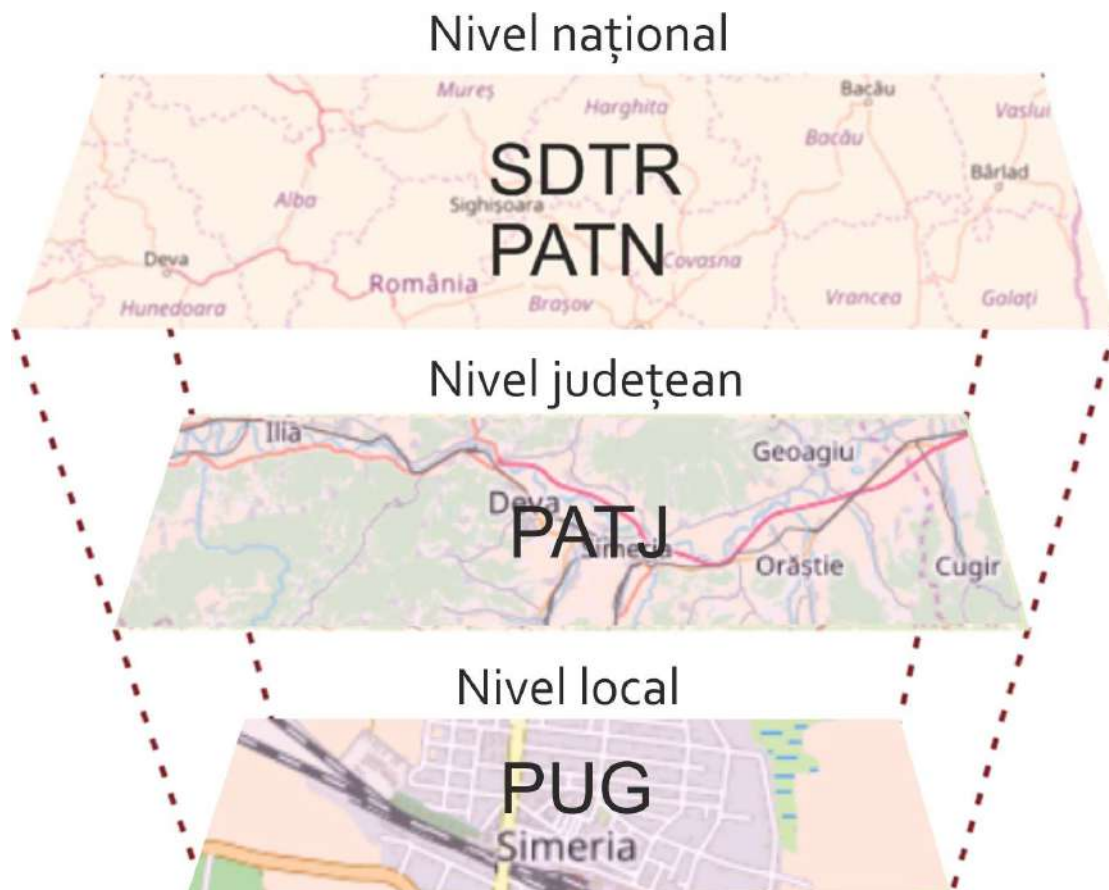 Nivel național
Mureș
Harghita
Bacău
Bacău
Vaslui
SDTR
Bârlad
Alba
Sighișoara
PATN
Deva
Covasna
România
Hunedoara
Brașov
Vrancea
Galați
Nivel județean
Ilia
Geoagiu
Deva
PATJ
Simeria
Orăștie
Cugir
Nivel local
PUG
Simeria